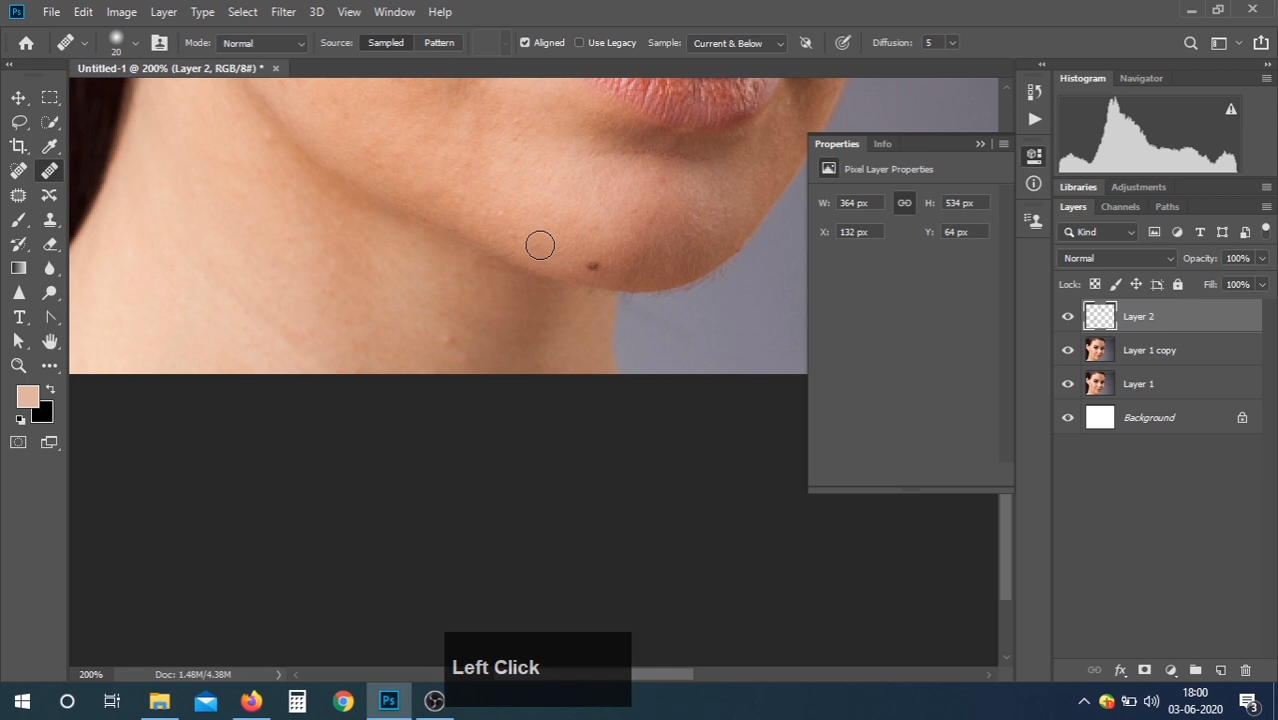 Ps File Edit Image Layer Type Select Filter 3D View Window Help
20 Mode: Normal Source: Sampled Pattern Aligned Use Legacy Sample: Current & Below Diffusion: 5
Untitled-1 @ 200% (Layer 2, RGB/8#) *
Histogram Navigator
Properties Info
Pixel Layer Properties
W: 364 px H: 534 px
X: 132 px Y: 64 px
Libraries Adjustments
Layers Channels Paths
Kind
Normal Opacity: 100%
Lock: Fill: 100%
Layer 2
Layer 1 copy
Layer 1
Background
Left Click
200% Doc: 1.48M/4.38M
Ps
18:00
03-06-2020
3